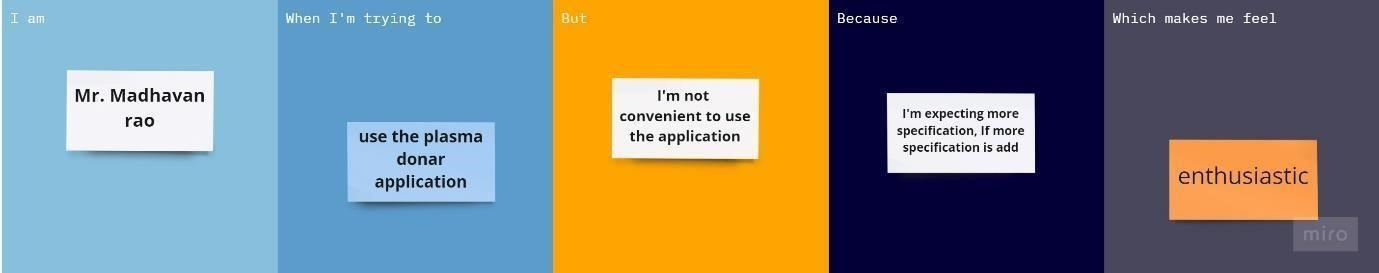 I am
Mr. Madhavan
rao
When I'm trying to
use the plasma
donar
application
But
I'm not
convenient to use
the application
Because
I'm expecting more
specification, If more
specification is add
Which makes me feel
enthusiastic
miro